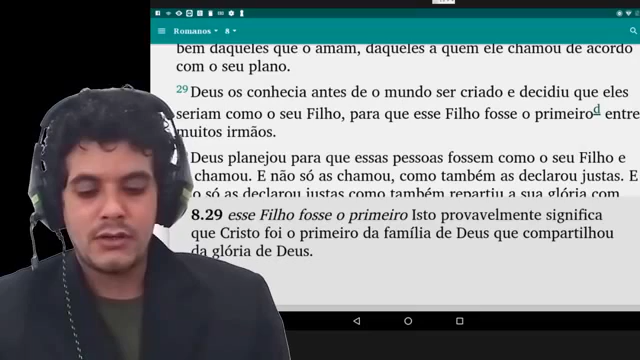 Romanos 8
bem daqueles que o amam, daqueles a quem ele chamou de acordo
com o seu plano.
29 Deus os conhecia antes de o mundo ser criado e decidiu que eles
seriam como o seu Filho, para que esse Filho fosse o primeiro d entre
muitos irmãos.
Deus planejou para que essas pessoas fossem como o seu Filho e
chamou. E não só as chamou, como também as declarou justas. E
o só as declarou justas como também repartiu a sua glória com
8.29 esse Filho fosse o primeiro Isto provavelmente significa
que Cristo foi o primeiro da família de Deus que compartilhou
da glória de Deus.